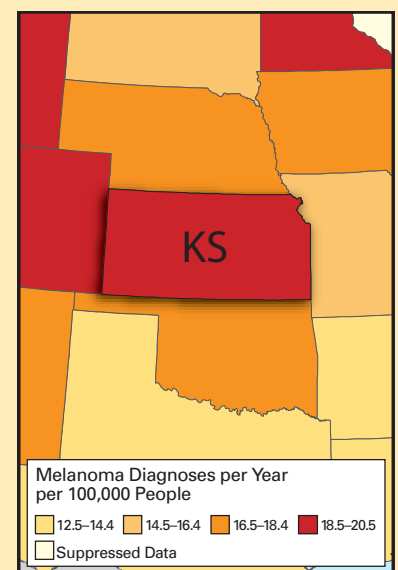 KS
Melanoma Diagnoses per Year
per 100,000 People
12.5–14.4 14.5–16.4 16.5–18.4 18.5–20.5
Suppressed Data